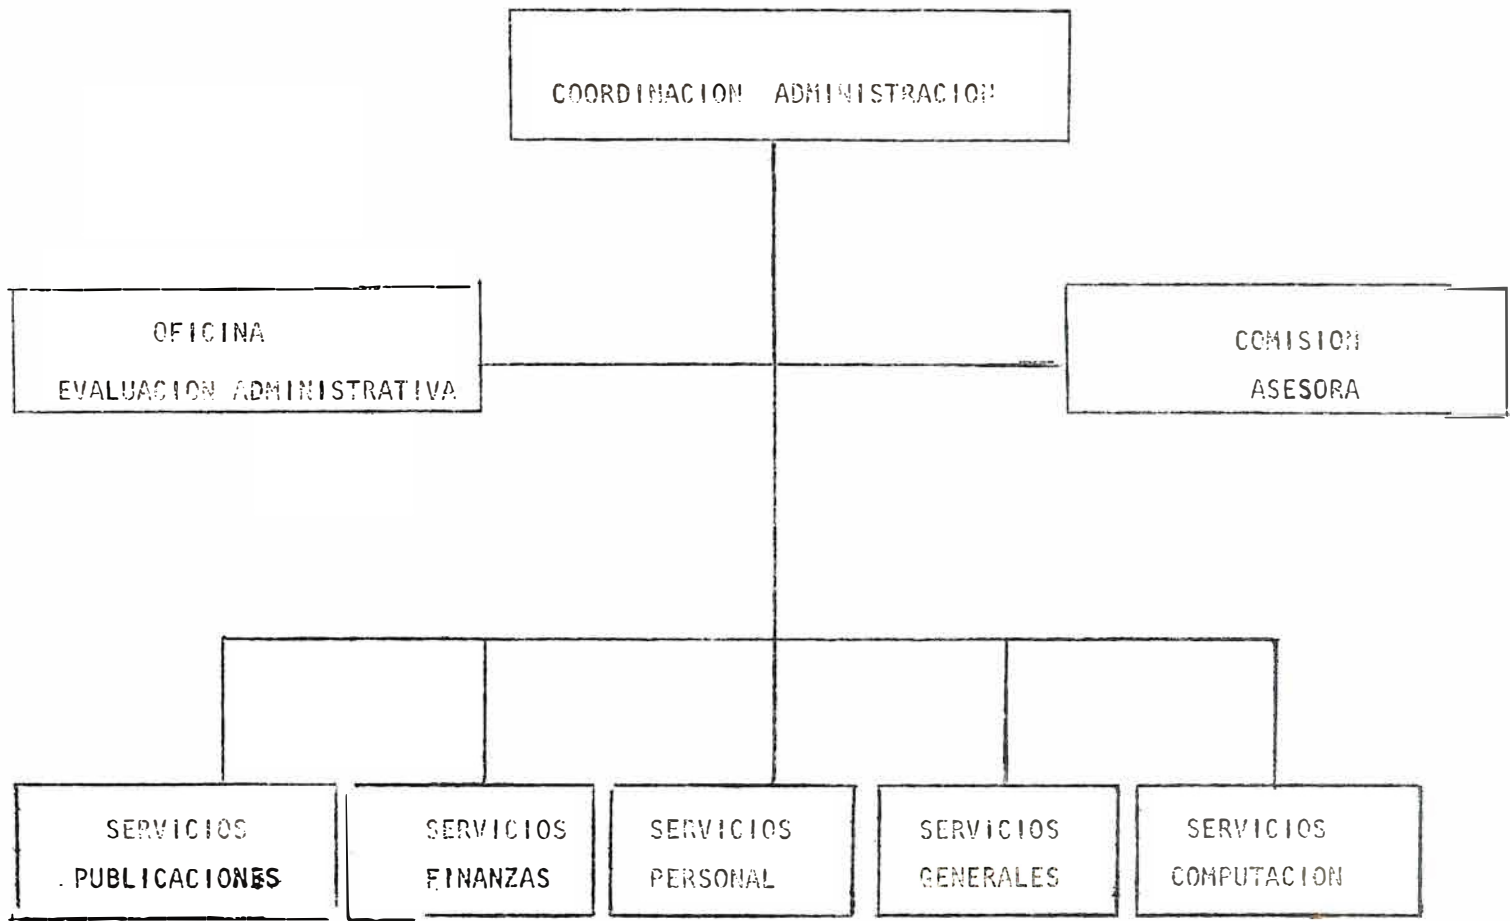 COORDINACION ADMINISTRACION
OFICINA
EVALUACION ADMINISTRATIVA
COMISION
ASESORA
SERVICIOS
PUBLICACIONES
SERVICIOS
FINANZAS
SERVICIOS
PERSONAL
SERVICIOS
GENERALES
SERVICIOS
COMPUTACION